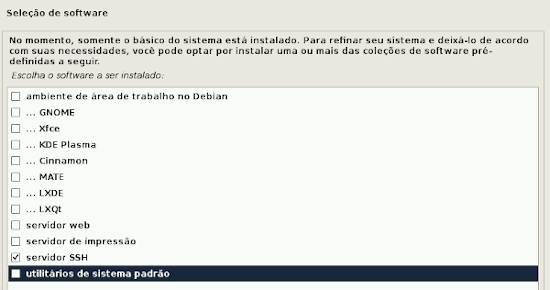 Seleção de software
No momento, somente o básico do sistema está instalado. Para refinar seu sistema e deixá-lo de acordo
com suas necessidades, você pode optar por instalar uma ou mais das coleções de software pré-
definidas a seguir.
Escolha o software a ser instalado:
ambiente de área de trabalho no Debian
... GNOME
... Xfce
... KDE Plasma
... Cinnamon
... MATE
... LXDE
... LXQt
servidor web
servidor de impressão
servidor SSH
utilitários de sistema padrão